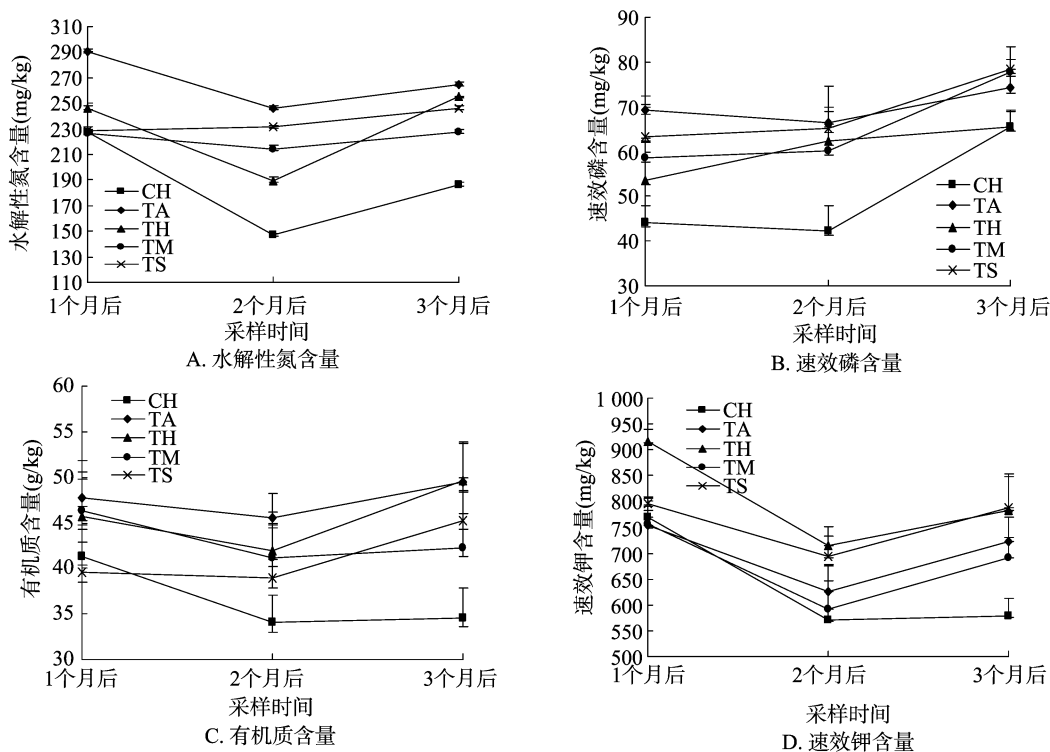 水解性氮含量(mg/kg)
310
290
270
250
230
210
190
170
150
130
110
CH
TA
TH
TM
TS
1个月后 2个月后 3个月后
采样时间
A. 水解性氮含量
速效磷含量(mg/kg)
90
80
70
60
50
40
30
CH
TA
TH
TM
TS
1个月后 2个月后 3个月后
采样时间
B. 速效磷含量
有机质含量(g/kg)
60
55
50
45
40
35
30
CH
TA
TH
TM
TS
1个月后 2个月后 3个月后
采样时间
C. 有机质含量
速效钾含量(mg/kg)
1 000
950
900
850
800
750
700
650
600
550
500
CH
TA
TH
TM
TS
1个月后 2个月后 3个月后
采样时间
D. 速效钾含量